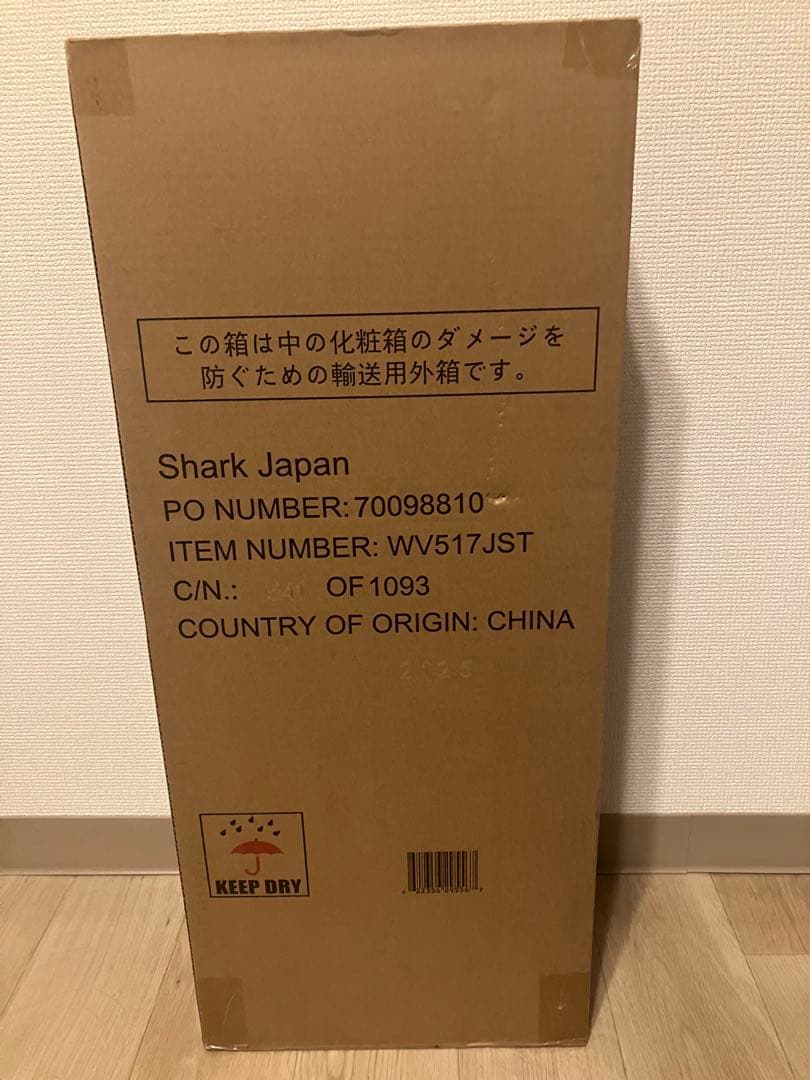 この箱は中の化粧箱のダメージを
防ぐための輸送用外箱です。
Shark Japan
PO NUMBER: 70098810
ITEM NUMBER: WV517JST
C/N.: OF 1093
COUNTRY OF ORIGIN: CHINA
KEEP DRY